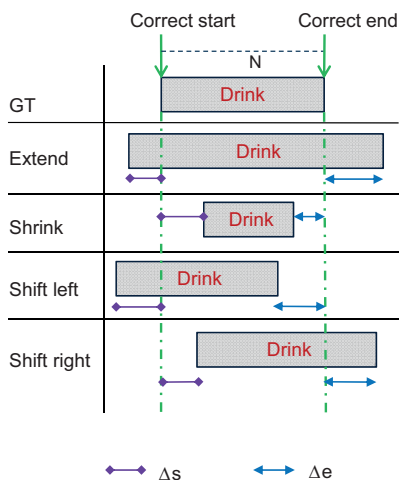 Correct start Correct end
N
GT Drink
Extend Drink
Shrink Drink
Shift left Drink
Shift right Drink
Δs Δe